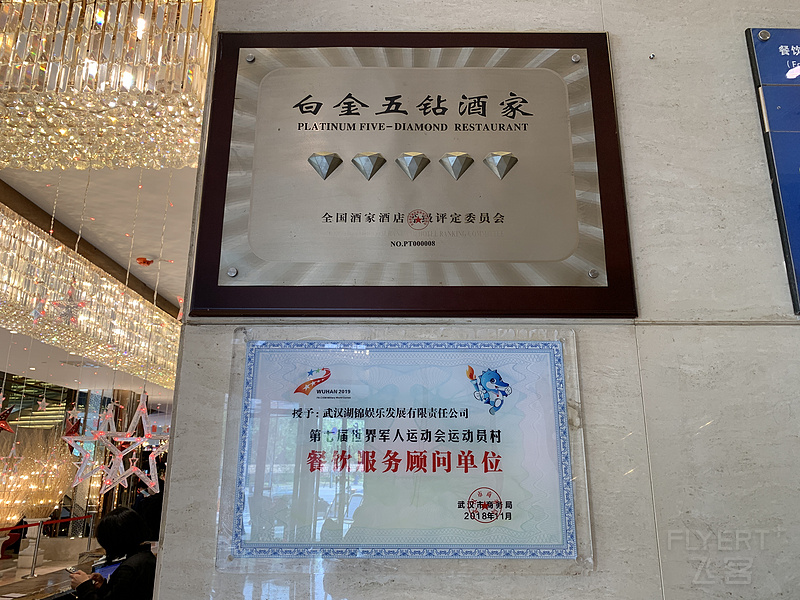 白金五钻酒家
PLATINUM FIVE-DIAMOND RESTAURANT
全国酒家酒店等级评定委员会
NO.PT000008
餐饮
WUHAN 2019
授予：武汉湖锦娱乐发展有限责任公司
第七届世界军人运动会运动员村
餐饮服务顾问单位
武汉市商务局
2018年11月
FLYERT
飞客